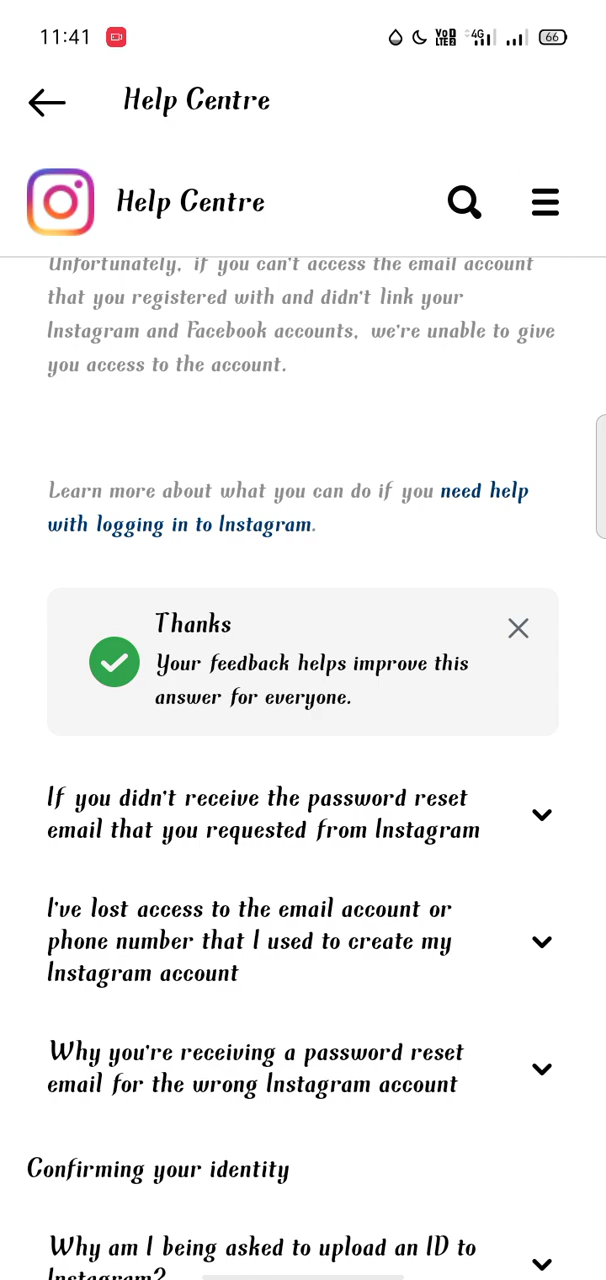 11:41
VoD
LTE2
4G
66
Help Centre
Help Centre
Unfortunately, if you can't access the email account
that you registered with and didn't link your
Instagram and Facebook accounts, we're unable to give
you access to the account.
Learn more about what you can do if you need help
with logging in to Instagram.
Thanks
Your feedback helps improve this
answer for everyone.
If you didn't receive the password reset
email that you requested from Instagram
I've lost access to the email account or
phone number that I used to create my
Instagram account
Why you're receiving a password reset
email for the wrong Instagram account
Confirming your identity
Why am I being asked to upload an ID to
Instagram?